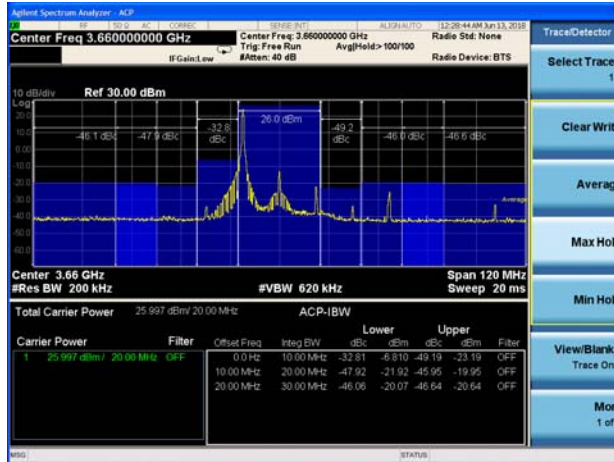 Agilent Spectrum Analyzer - ACP
RF 50 Ω AC CORREC SENSE:INT ALIGN AUTO 12:28:44 AM Jun 13, 2018
Center Freq 3.660000000 GHz
Center Freq: 3.660000000 GHz
Radio Std: None
Trig: Free Run Avg|Hold:> 100/100
IFGain:Low #Atten: 40 dB Radio Device: BTS
10 dB/div Ref 30.00 dBm
Log
26.0 dBm
-46.1 dBc -47.9 dBc -32.8 dBc -49.2 dBc -46.0 dBc -46.6 dBc
Average
Center 3.66 GHz Span 120 MHz
#Res BW 200 kHz #VBW 620 kHz Sweep 20 ms
Total Carrier Power 25.997 dBm/ 20.00 MHz ACP-IBW
Lower Upper
Carrier Power Filter Offset Freq Integ BW dBc dBm dBc dBm Filter
1 25.997 dBm / 20.00 MHz OFF 0.0 Hz 10.00 MHz -32.81 -6.810 -49.19 -23.19 OFF
10.00 MHz 20.00 MHz -47.92 -21.92 -45.95 -19.95 OFF
20.00 MHz 30.00 MHz -46.06 -20.07 -46.64 -20.64 OFF
MSG STATUS
Trace/Detector
Select Trace
1
Clear Writ
Averag
Max Hol
Min Hol
View/Blank
Trace On
Mor
1 of